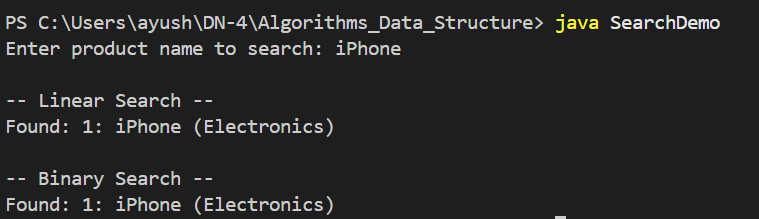 PS C:\Users\ayush\DN-4\Algorithms_Data_Structure> java SearchDemo
Enter product name to search: iPhone
-- Linear Search --
Found: 1: iPhone (Electronics)
-- Binary Search --
Found: 1: iPhone (Electronics)